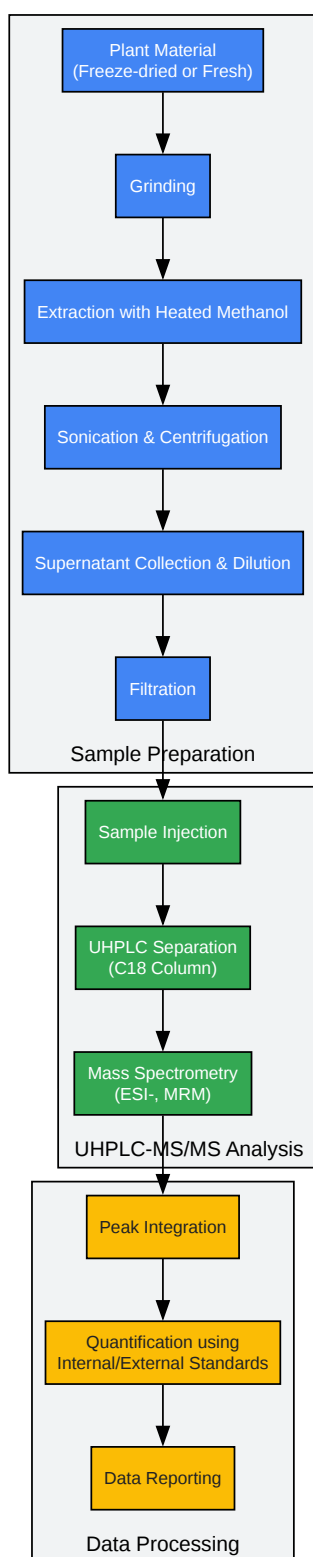 Plant Material
(Freeze-dried or Fresh)
Grinding
Extraction with Heated Methanol
Sonication & Centrifugation
Supernatant Collection & Dilution
Filtration
Sample Preparation
Sample Injection
UHPLC Separation
(C18 Column)
Mass Spectrometry
(ESI-, MRM)
UHPLC-MS/MS Analysis
Peak Integration
Quantification using
Internal/External Standards
Data Reporting
Data Processing